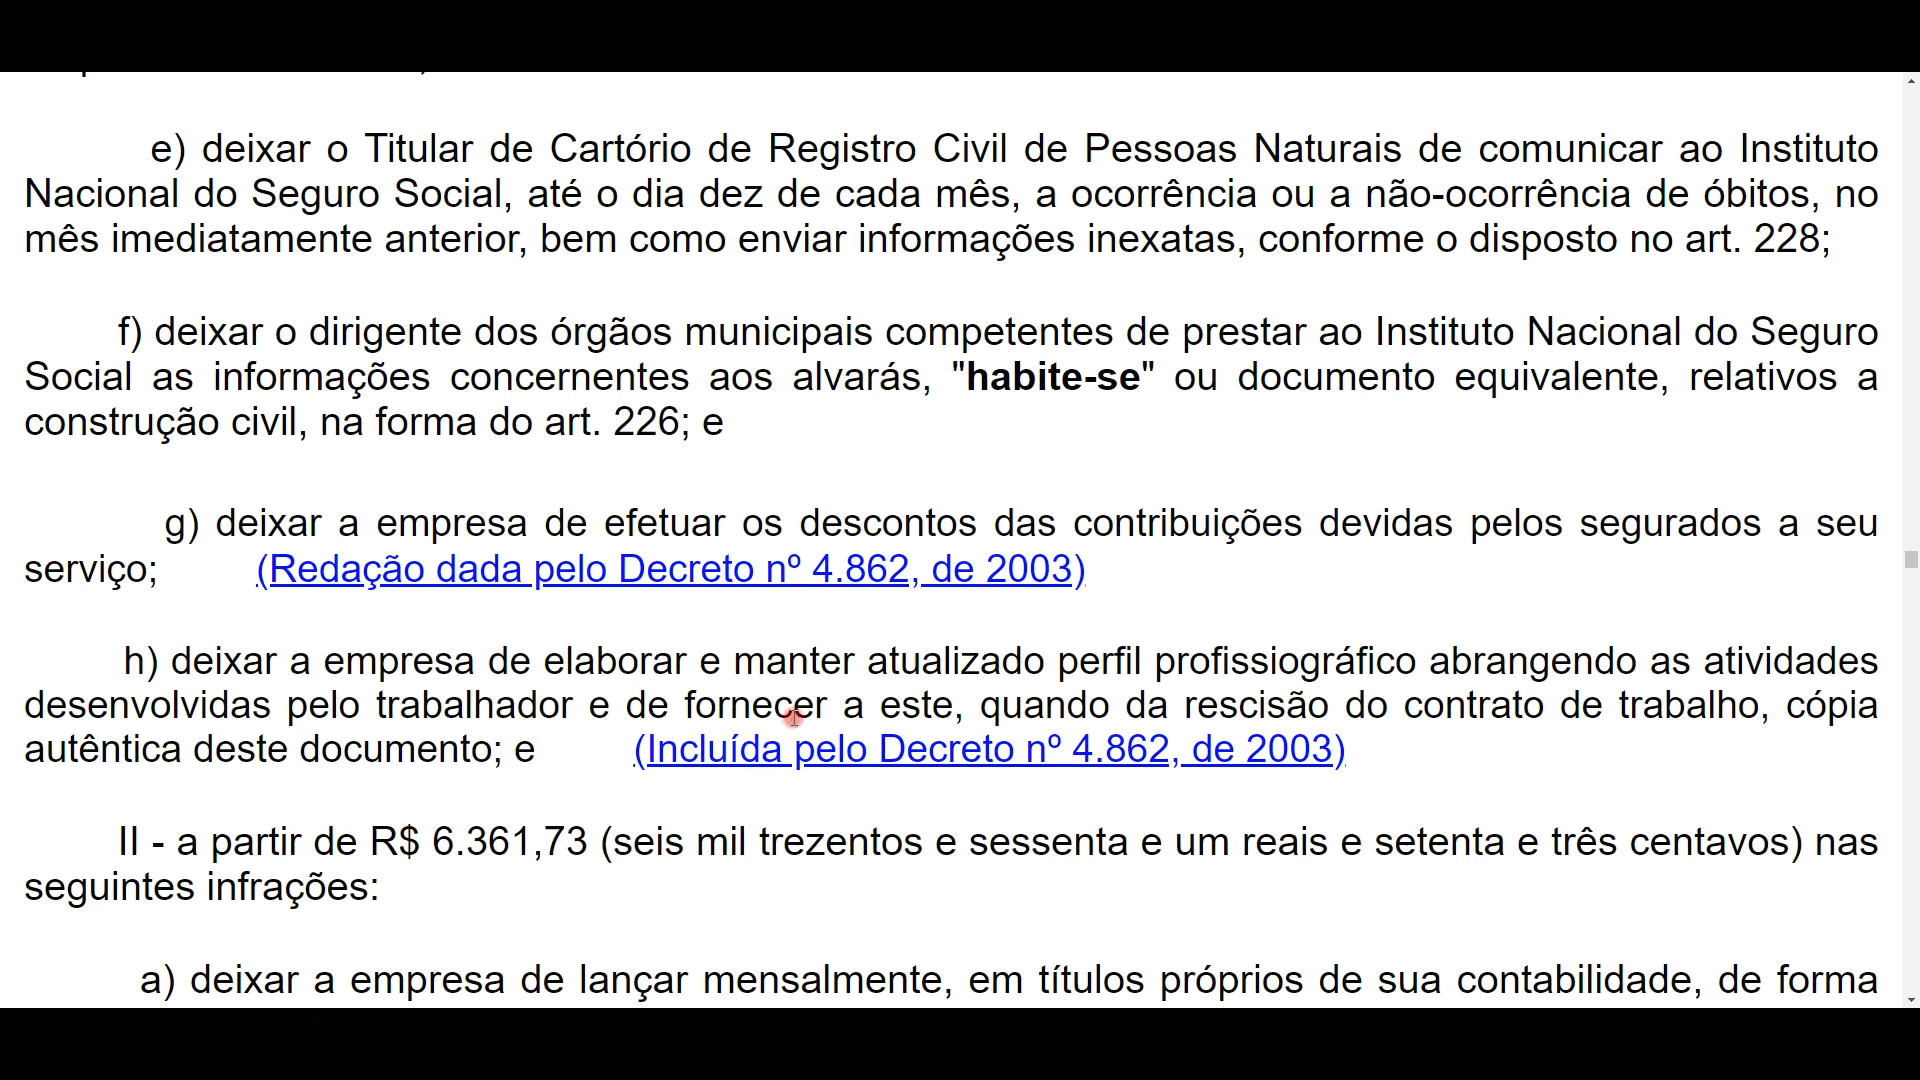 e) deixar o Titular de Cartório de Registro Civil de Pessoas Naturais de comunicar ao Instituto
Nacional do Seguro Social, até o dia dez de cada mês, a ocorrência ou a não-ocorrência de óbitos, no
mês imediatamente anterior, bem como enviar informações inexatas, conforme o disposto no art. 228;
f) deixar o dirigente dos órgãos municipais competentes de prestar ao Instituto Nacional do Seguro
Social as informações concernentes aos alvarás, "habite-se" ou documento equivalente, relativos a
construção civil, na forma do art. 226; e
g) deixar a empresa de efetuar os descontos das contribuições devidas pelos segurados a seu
serviço; (Redação dada pelo Decreto nº 4.862, de 2003)
h) deixar a empresa de elaborar e manter atualizado perfil profissiográfico abrangendo as atividades
desenvolvidas pelo trabalhador e de fornecer a este, quando da rescisão do contrato de trabalho, cópia
autêntica deste documento; e (Incluída pelo Decreto nº 4.862, de 2003)
II - a partir de R$ 6.361,73 (seis mil trezentos e sessenta e um reais e setenta e três centavos) nas
seguintes infrações:
a) deixar a empresa de lançar mensalmente, em títulos próprios de sua contabilidade, de forma